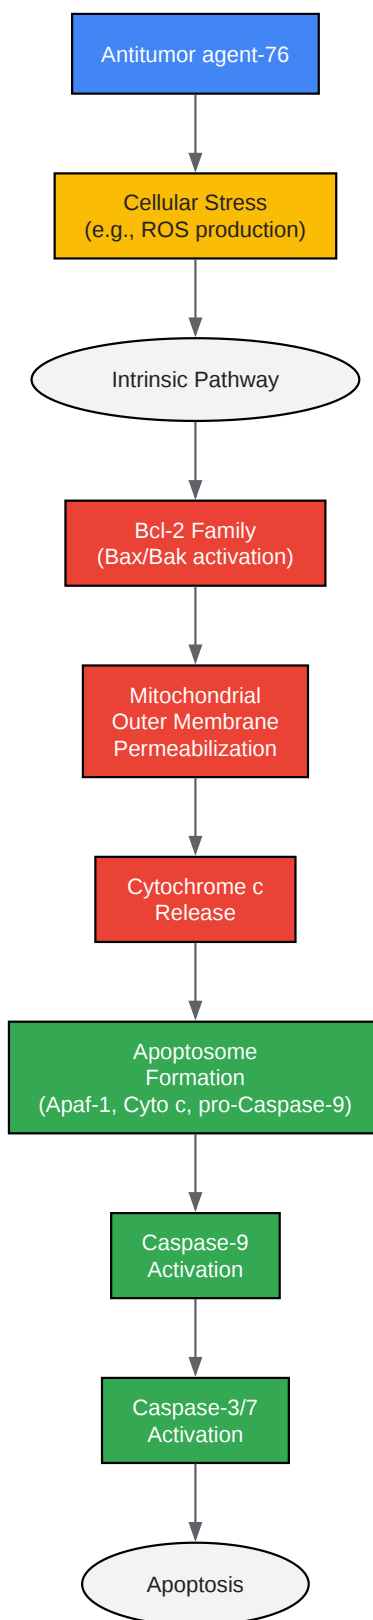 Antitumor agent-76
Cellular Stress
(e.g., ROS production)
Intrinsic Pathway
Bcl-2 Family
(Bax/Bak activation)
Mitochondrial
Outer Membrane
Permeabilization
Cytochrome c
Release
Apoptosome
Formation
(Apaf-1, Cyto c, pro-Caspase-9)
Caspase-9
Activation
Caspase-3/7
Activation
Apoptosis